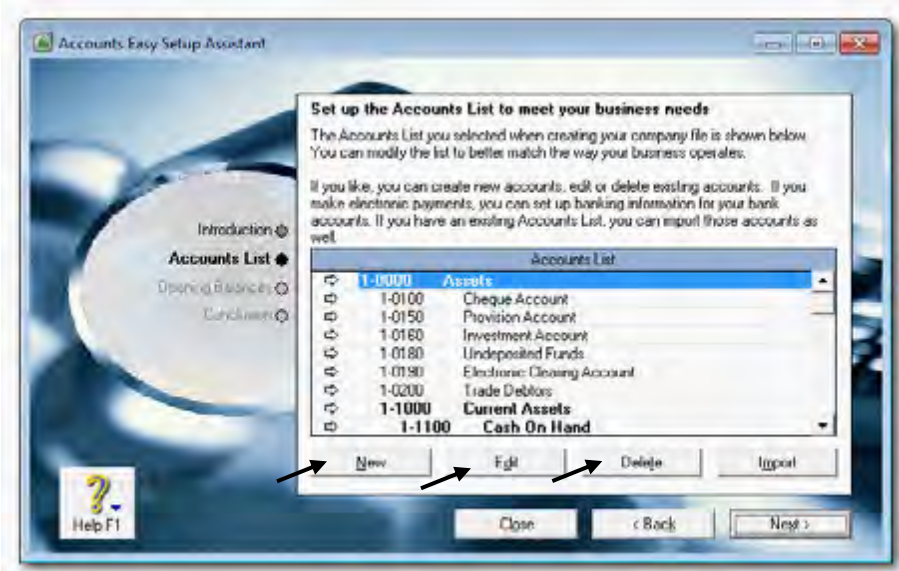 Accounts Easy Setup Assistant
Set up the Accounts List to meet your business needs
The Accounts List you selected when creating your company file is shown below.
You can modify the list to better match the way your business operates.
If you like, you can create new accounts, edit or delete existing accounts. If you
make electronic payments, you can set up banking information for your bank
accounts. If you have an existing Accounts List, you can import those accounts as
well.
Introduction
Accounts List
Opening Balances
Conclusion
Accounts List
1-0000 Assets
1-0100 Cheque Account
1-0150 Provision Account
1-0160 Investment Account
1-0180 Undeposited Funds
1-0190 Electronic Clearing Account
1-0200 Trade Debtors
1-1000 Current Assets
1-1100 Cash On Hand
New Edit Delete Import
Help F1
Close < Back Next >